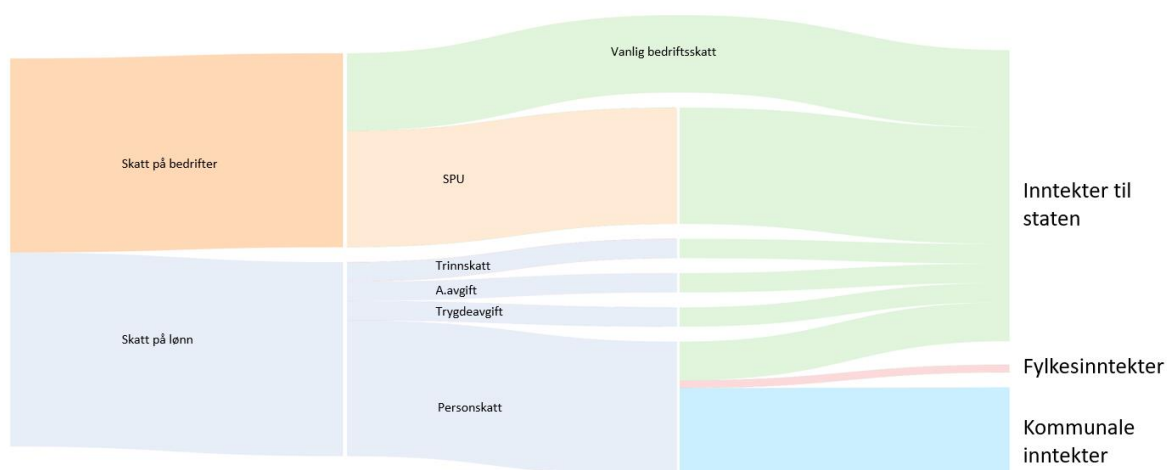 Vanlig bedriftsskatt
Skatt på bedrifter
SPU
Inntekter til
staten
Trinnskatt
A.avgift
Trygdeavgift
Skatt på lønn
Fylkesinntekter
Personskatt
Kommunale
inntekter